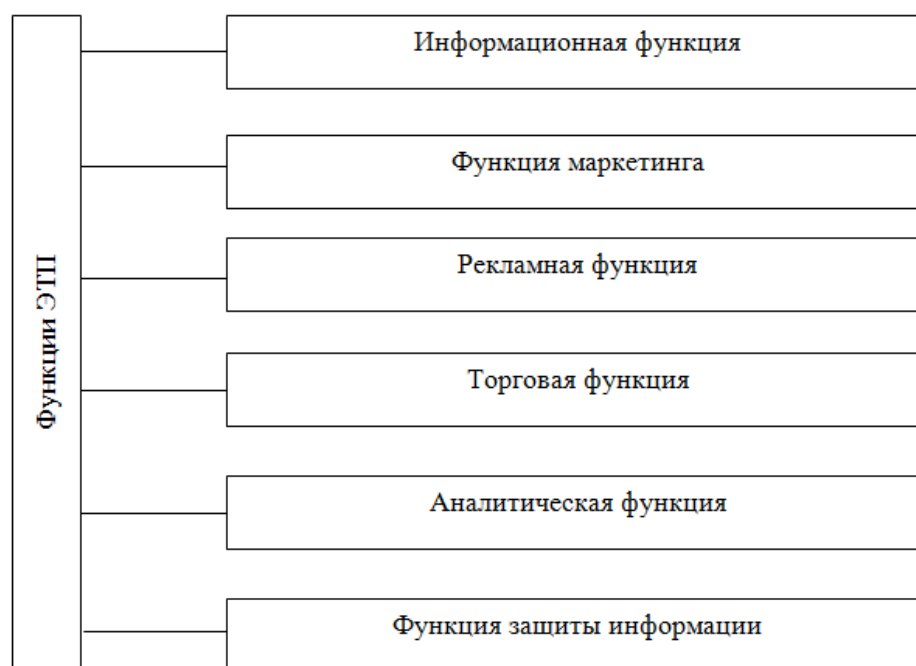 Функции ЭТП
Информационная функция
Функция маркетинга
Рекламная функция
Торговая функция
Аналитическая функция
Функция защиты информации